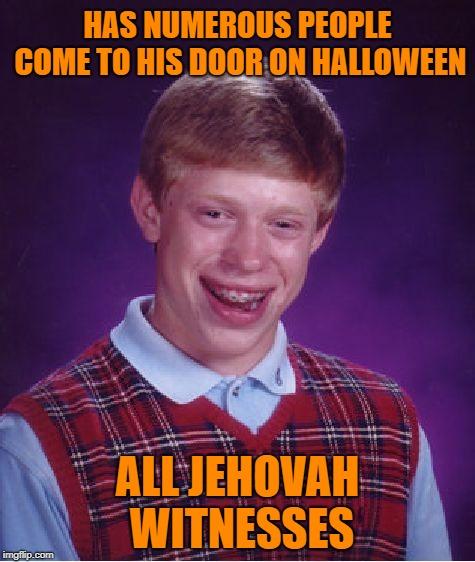 HAS NUMEROUS PEOPLE
COME TO HIS DOOR ON HALLOWEEN
ALL JEHOVAH
WITNESSES
imgflip.com